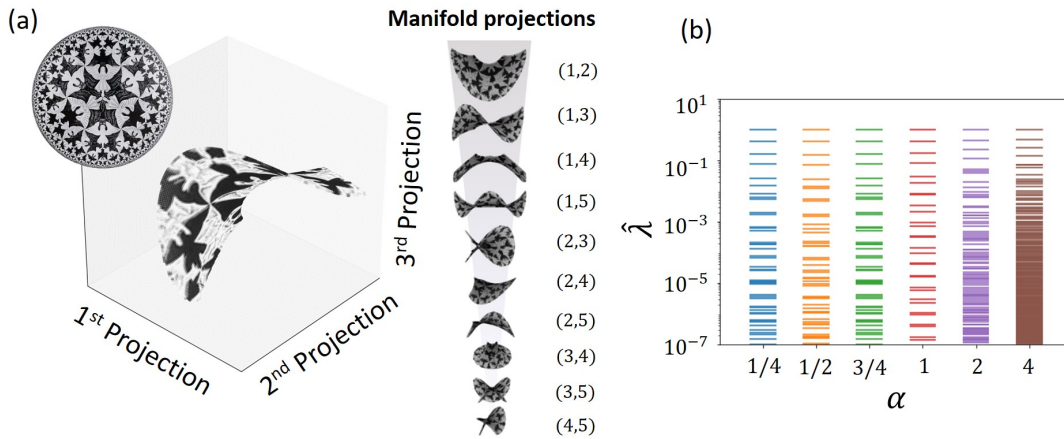 (a)
1st Projection
2nd Projection
3rd Projection
Manifold projections
(1,2)
(1,3)
(1,4)
(1,5)
(2,3)
(2,4)
(2,5)
(3,4)
(3,5)
(4,5)
(b)
10¹
10⁻¹
10⁻³
10⁻⁵
10⁻⁷
λ̂
1/4 1/2 3/4 1 2 4
α